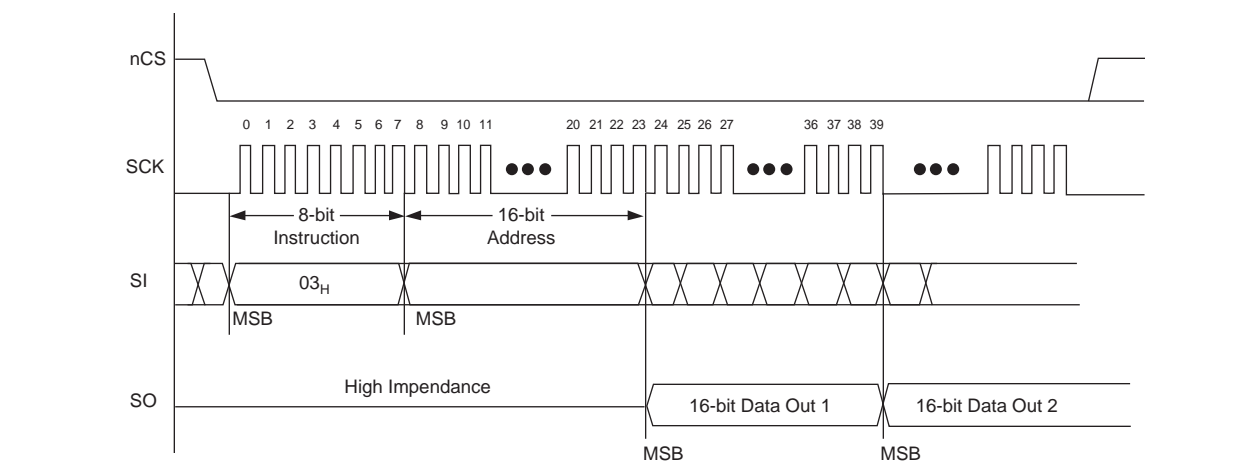 nCS
0 1 2 3 4 5 6 7 8 9 10 11 20 21 22 23 24 25 26 27 36 37 38 39
SCK
8-bit
Instruction
16-bit
Address
SI
03H
MSB
MSB
High Impendance
SO
16-bit Data Out 1
16-bit Data Out 2
MSB
MSB